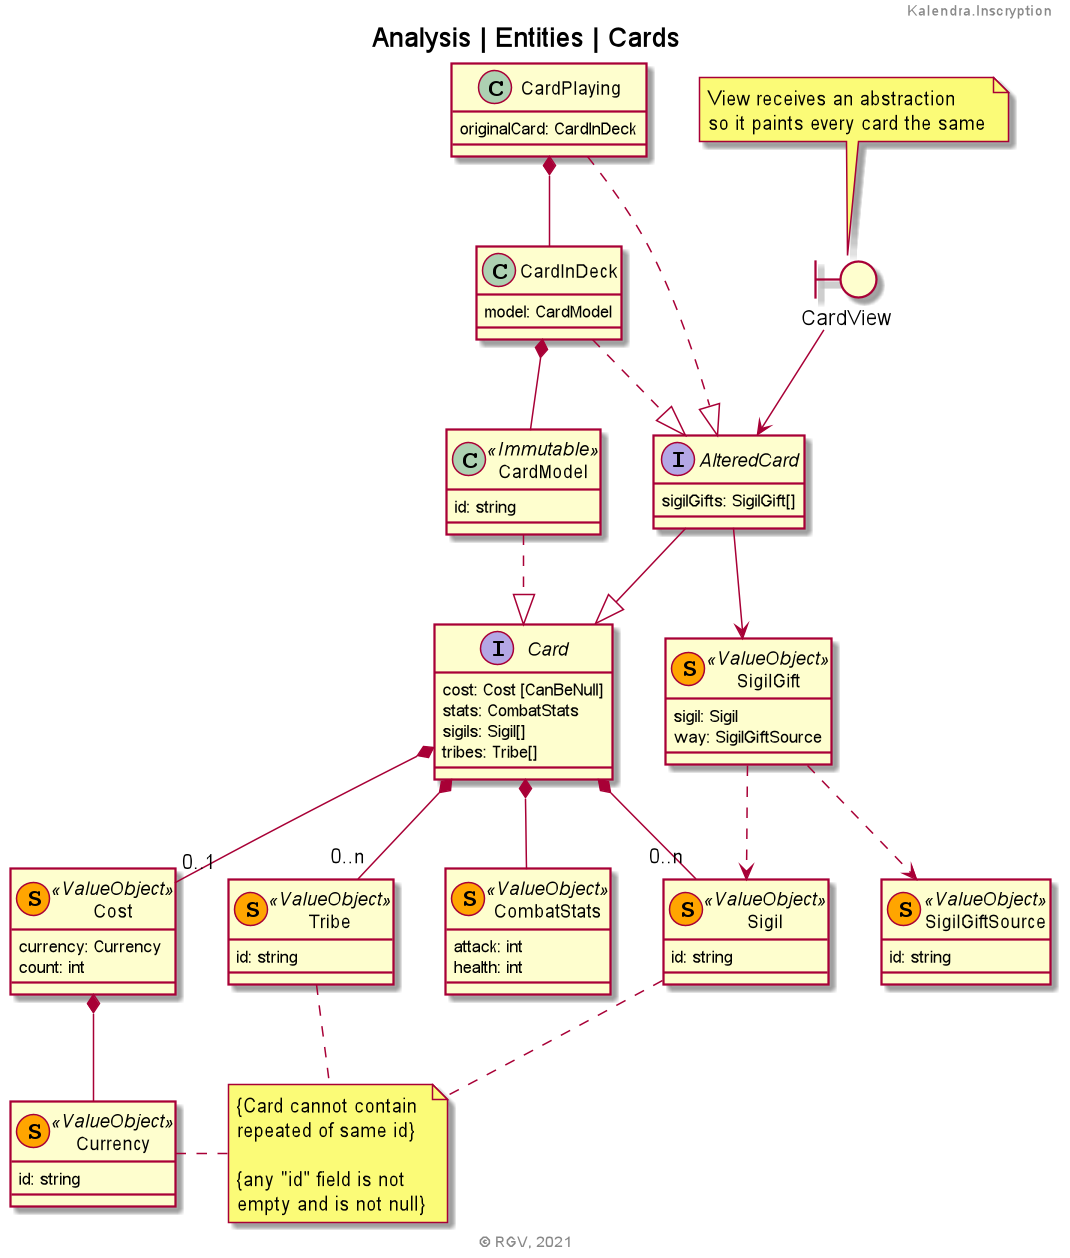 Kalendra.Inscryption
Analysis | Entities | Cards
C CardPlaying
originalCard: CardInDeck
View receives an abstraction
so it paints every card the same
C CardInDeck
model: CardModel
CardView
C «Immutable»
CardModel
id: string
I AlteredCard
sigilGifts: SigilGift[]
I Card
cost: Cost [CanBeNull]
stats: CombatStats
sigils: Sigil[]
tribes: Tribe[]
S «ValueObject»
SigilGift
sigil: Sigil
way: SigilGiftSource
0..1
0..n
0..n
S «ValueObject»
Cost
currency: Currency
count: int
S «ValueObject»
Tribe
id: string
S «ValueObject»
CombatStats
attack: int
health: int
S «ValueObject»
Sigil
id: string
S «ValueObject»
SigilGiftSource
id: string
S «ValueObject»
Currency
id: string
{Card cannot contain
repeated of same id}
{any "id" field is not
empty and is not null}
© RGV, 2021